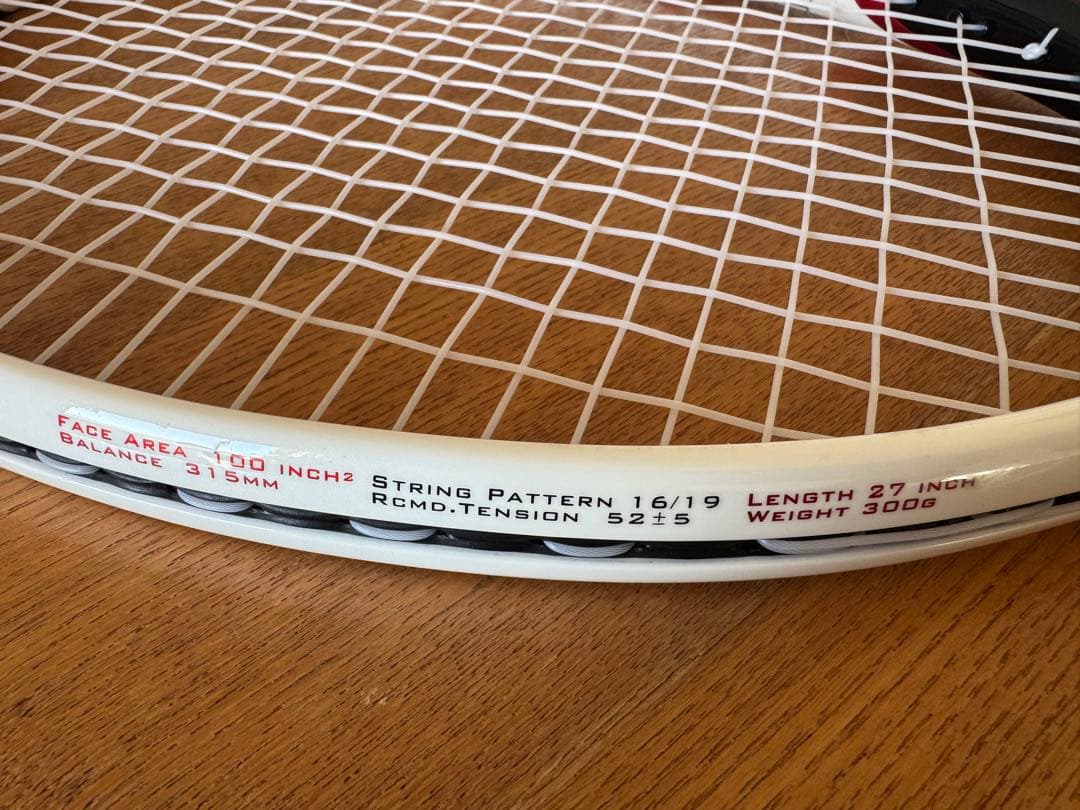 FACE AREA 100 INCH²
BALANCE 315MM
STRING PATTERN 16/19
RCMD.TENSION 52±5
LENGTH 27 INCH
WEIGHT 300G